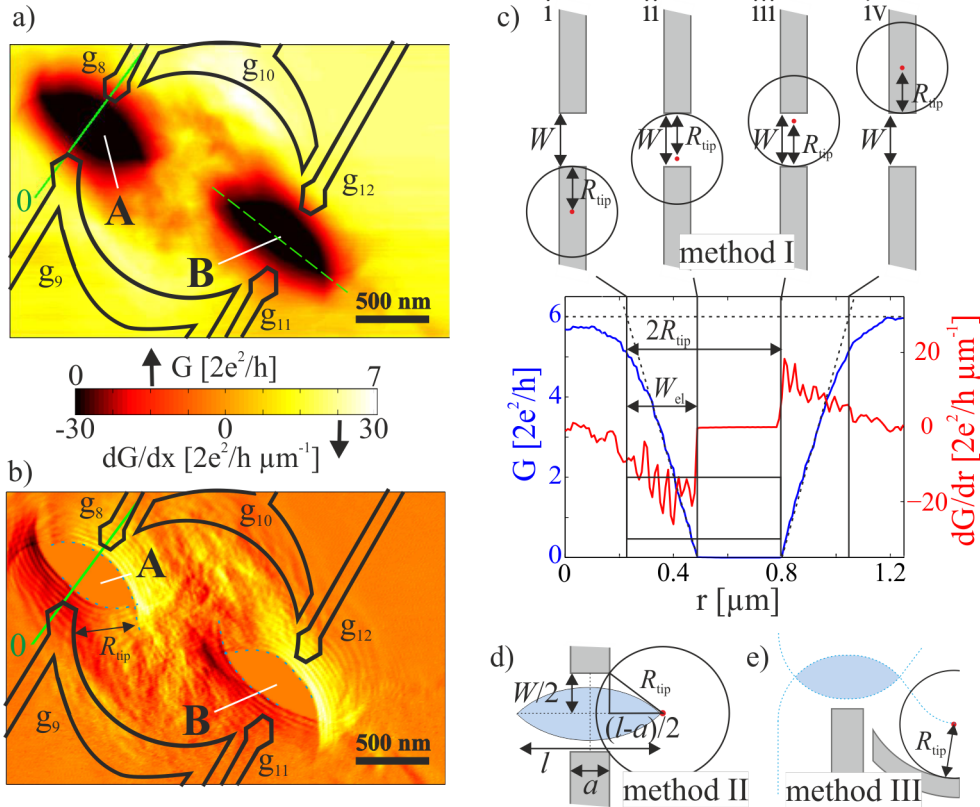 a)
g₈
g₁₀
g₁₂
0
A
B
g₉
g₁₁
500 nm
G [2e²/h]
0
7
-30
0
30
dG/dx [2e²/h µm⁻¹]
b)
g₈
g₁₀
A
g₁₂
0
R_tip
B
g₉
g₁₁
500 nm
c)
i
ii
iii
iv
W
R_tip
W
R_tip
W
R_tip
W
R_tip
method I
6
4
2
0
G [2e²/h]
2R_tip
W_el
20
0
−20
dG/dr [2e²/h µm⁻¹]
0
0.4
0.8
1.2
r [µm]
d)
W/2
R_tip
(l-a)/2
l
a
method II
e)
R_tip
method III